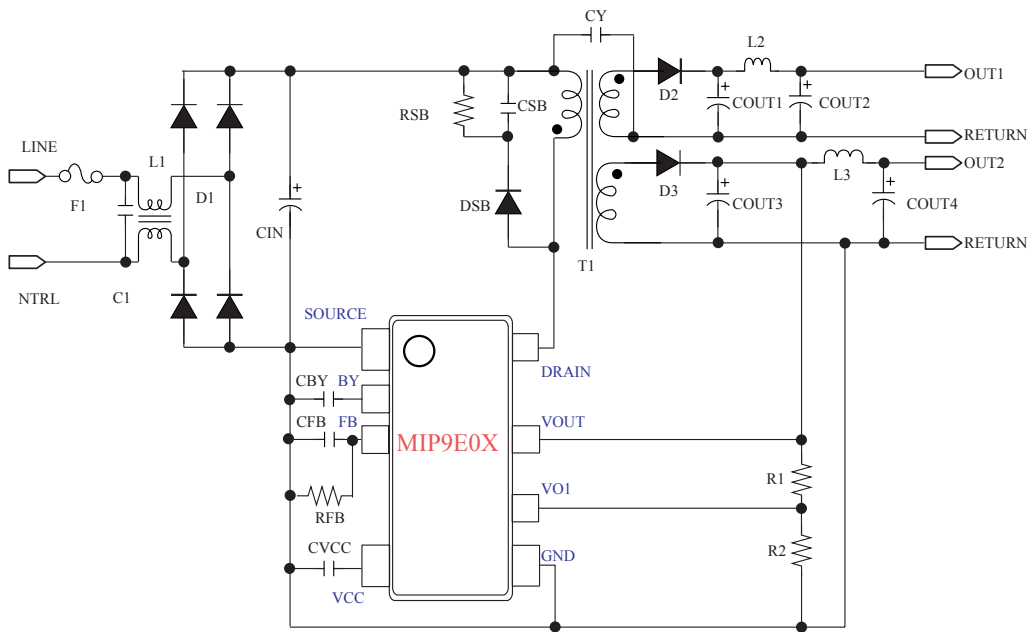 CY
L2
OUT1
D2
COUT1
COUT2
RSB
CSB
RETURN
LINE
L1
OUT2
F1
D1
CIN
DSB
D3
L3
COUT3
COUT4
RETURN
T1
NTRL
C1
SOURCE
DRAIN
CBY
BY
CFB
FB
MIP9E0X
VOUT
R1
VO1
RFB
CVCC
GND
R2
VCC